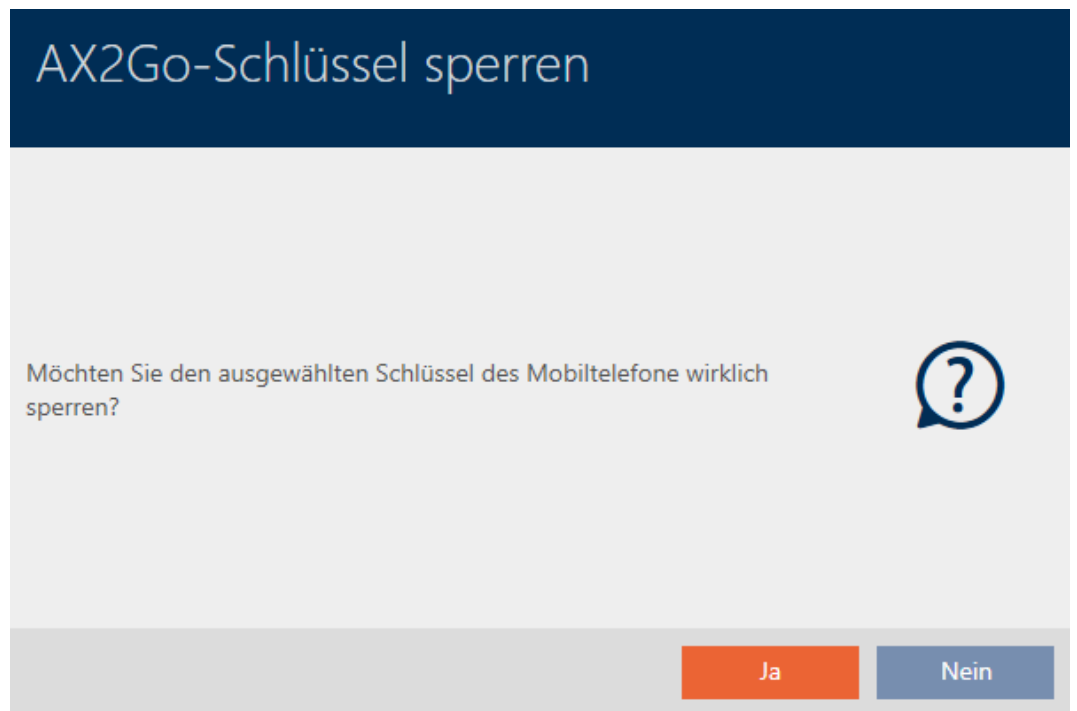 AX2Go-Schlüssel sperren
Möchten Sie den ausgewählten Schlüssel des Mobiltelefone wirklich
sperren?
Ja
Nein